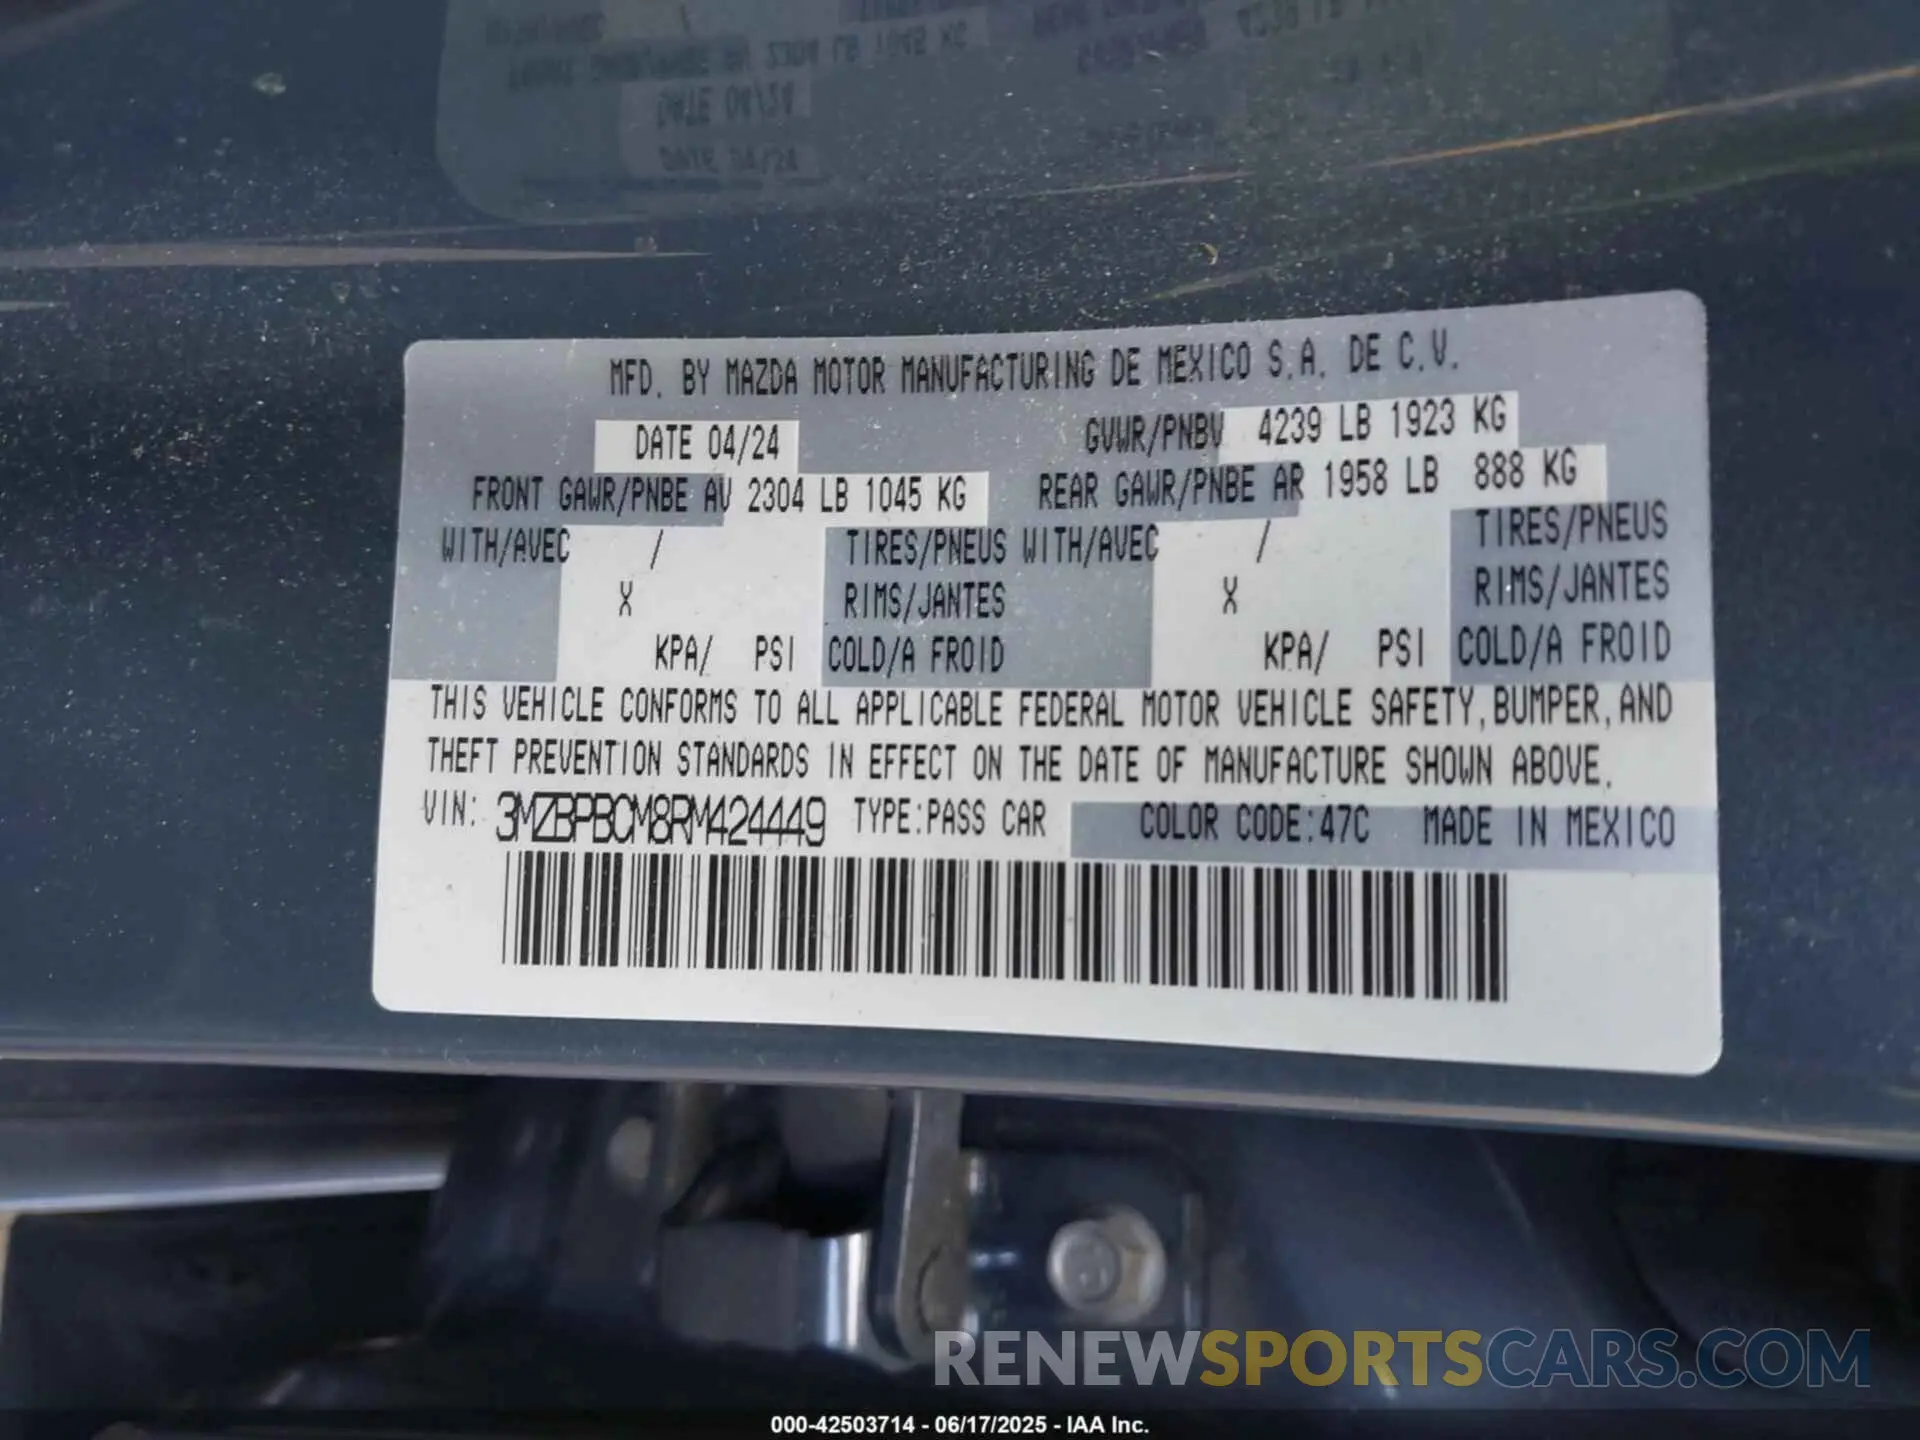 DATE 04/24
MFD. BY MAZDA MOTOR MANUFACTURING DE MEXICO S.A. DE C.V.
DATE 04/24 GVWR/PNBV 4239 LB 1923 KG
FRONT GAWR/PNBE AV 2304 LB 1045 KG REAR GAWR/PNBE AR 1958 LB 888 KG
WITH/AVEC / TIRES/PNEUS WITH/AVEC / TIRES/PNEUS
X RIMS/JANTES X RIMS/JANTES
KPA/ PSI COLD/A FROID KPA/ PSI COLD/A FROID
THIS VEHICLE CONFORMS TO ALL APPLICABLE FEDERAL MOTOR VEHICLE SAFETY, BUMPER, AND
THEFT PREVENTION STANDARDS IN EFFECT ON THE DATE OF MANUFACTURE SHOWN ABOVE.
VIN: 3MZBPBCM8RM424449 TYPE:PASS CAR COLOR CODE:47C MADE IN MEXICO
RENEWSPORTSCARS.COM
000-42503714 - 06/17/2025 - IAA Inc.